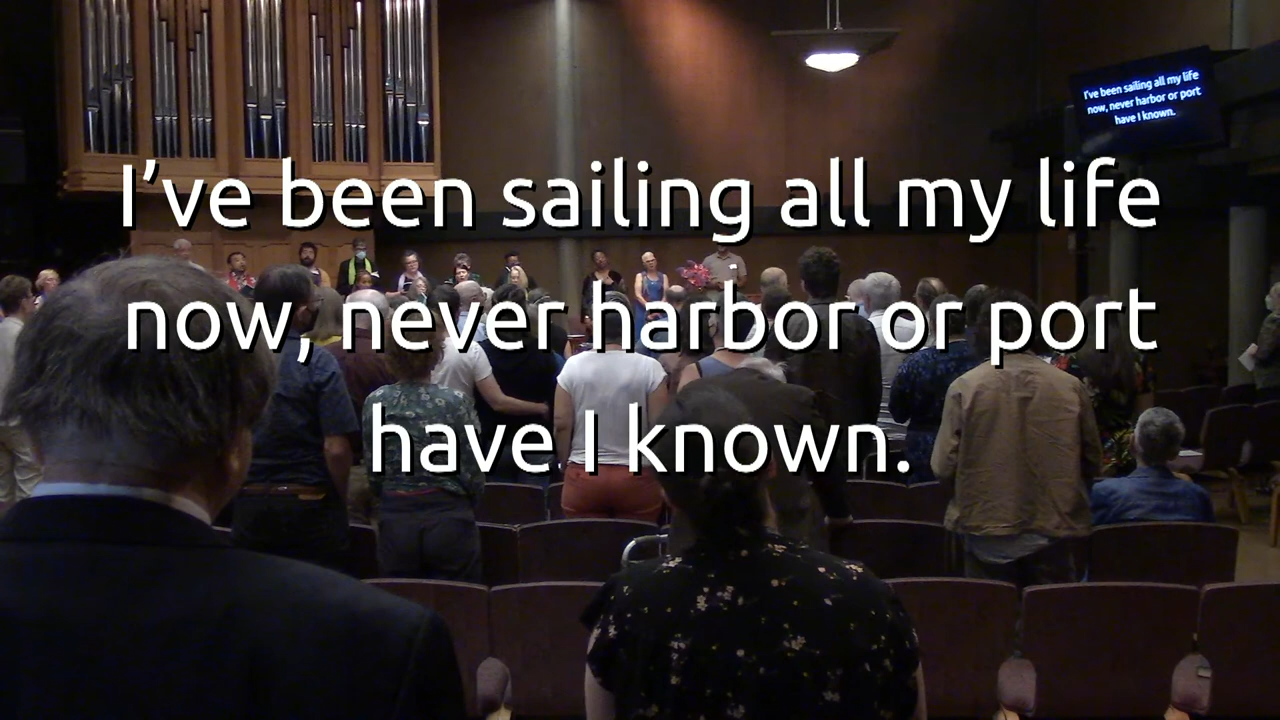 I've been sailing all my life
now, never harbor or port
have I known.
I've been sailing all my life
now, never harbor or port
have I known.